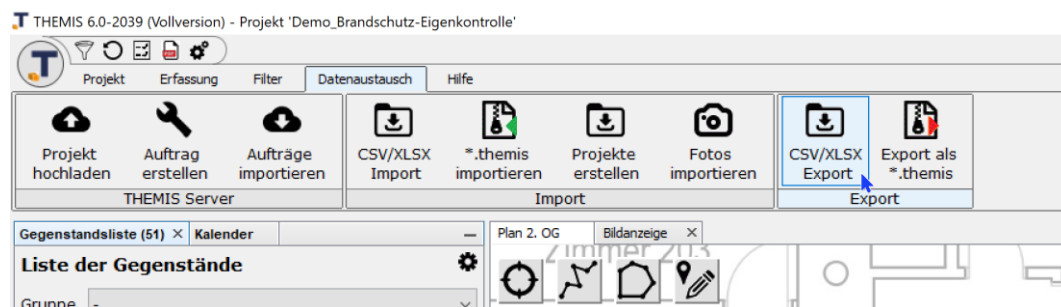 THEMIS 6.0-2039 (Vollversion) - Projekt 'Demo_Brandschutz-Eigenkontrolle'
Projekt Erfassung Filter Datenaustausch Hilfe
Projekt hochladen
Auftrag erstellen
Aufträge importieren
CSV/XLSX Import
*.themis importieren
Projekte erstellen
Fotos importieren
CSV/XLSX Export
Export als *.themis
THEMIS Server Import Export
Gegenstandsliste (51) × Kalender
Plan 2. OG Bildanzeige ×
Liste der Gegenstände
Zimmer 203
Gruppe -